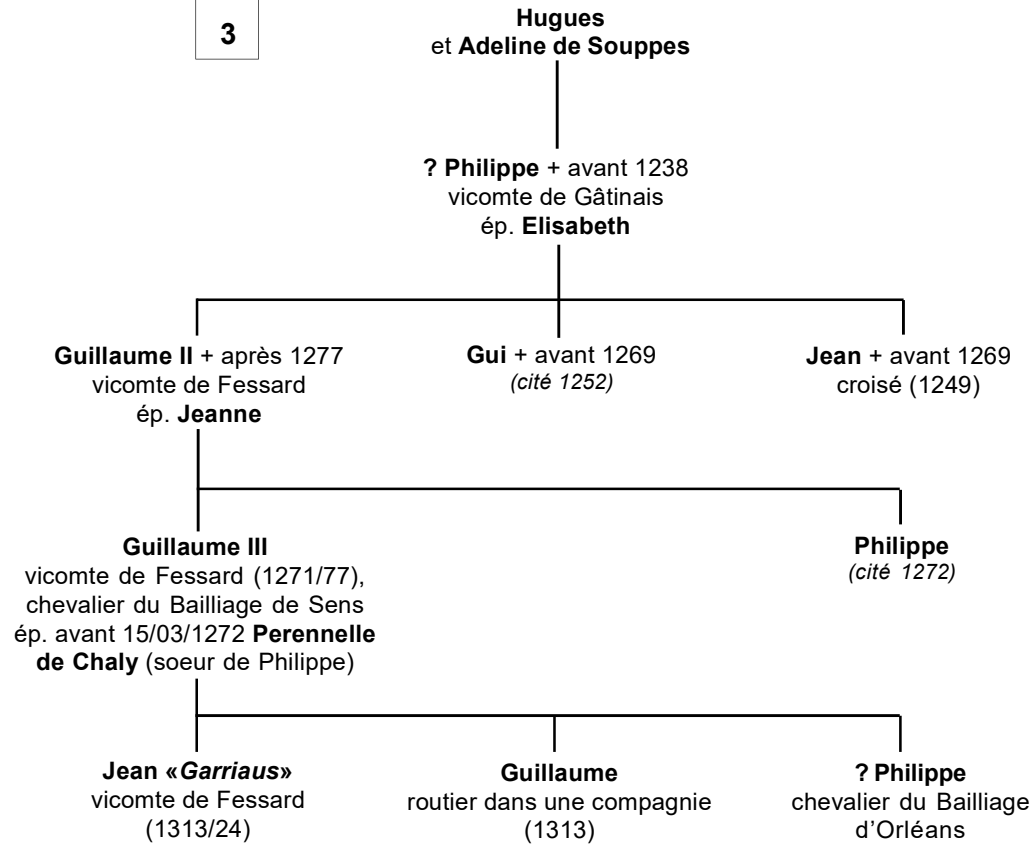 3
Hugues
et Adeline de Souppes
? Philippe + avant 1238
vicomte de Gâtinais
ép. Elisabeth
Guillaume II + après 1277
vicomte de Fessard
ép. Jeanne
Gui + avant 1269
(cité 1252)
Jean + avant 1269
croisé (1249)
Guillaume III
vicomte de Fessard (1271/77),
chevalier du Bailliage de Sens
ép. avant 15/03/1272 Perennelle
de Chaly (soeur de Philippe)
Philippe
(cité 1272)
Jean «Garriaus»
vicomte de Fessard
(1313/24)
Guillaume
routier dans une compagnie
(1313)
? Philippe
chevalier du Bailliage
d'Orléans